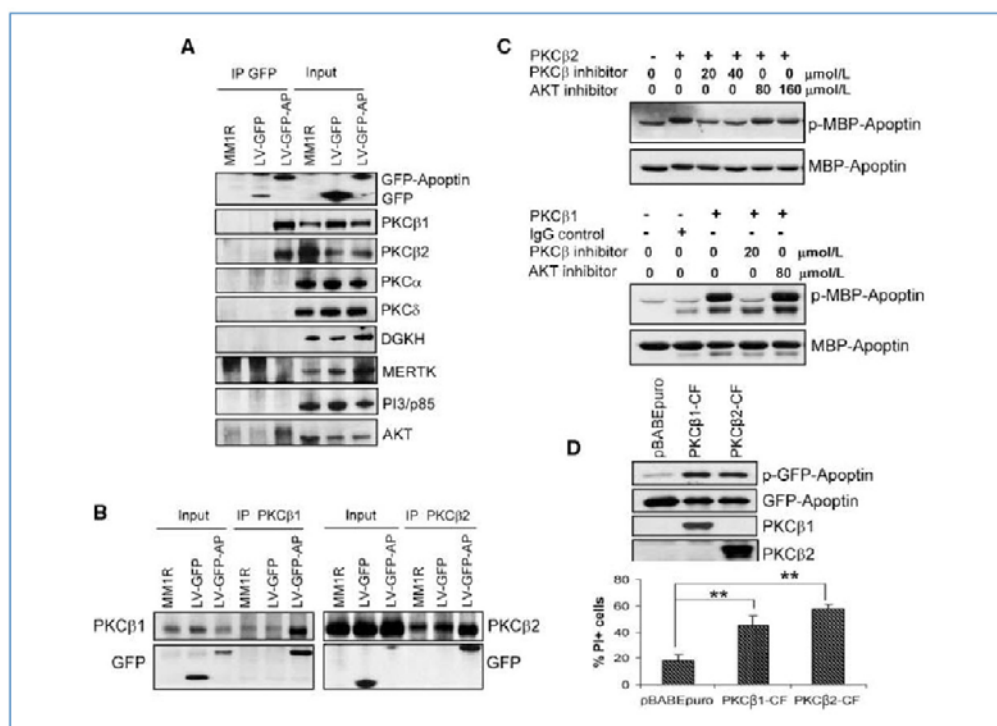 A
IP GFP Input
MM1R LV-GFP LV-GFP-AP MM1R LV-GFP LV-GFP-AP
GFP-Apoptin
GFP
PKCβ1
PKCβ2
PKCα
PKCδ
DGKH
MERTK
PI3/p85
AKT
B
Input IP PKCβ1 Input IP PKCβ2
MM1R LV-GFP LV-GFP-AP MM1R LV-GFP LV-GFP-AP MM1R LV-GFP LV-GFP-AP MM1R LV-GFP LV-GFP-AP
PKCβ1 PKCβ2
GFP GFP
C
PKCβ2 - + + + + +
PKCβ inhibitor 0 0 20 40 0 0 μmol/L
AKT inhibitor 0 0 0 0 80 160 μmol/L
p-MBP-Apoptin
MBP-Apoptin
PKCβ1 - - + + +
IgG control - + - - -
PKCβ inhibitor 0 0 0 20 0 μmol/L
AKT inhibitor 0 0 0 0 80 μmol/L
p-MBP-Apoptin
MBP-Apoptin
D
pBABEpuro PKCβ1-CF PKCβ2-CF
p-GFP-Apoptin
GFP-Apoptin
PKCβ1
PKCβ2
% PI+ cells
80
60
40
20
0
**
**
pBABEpuro PKCβ1-CF PKCβ2-CF